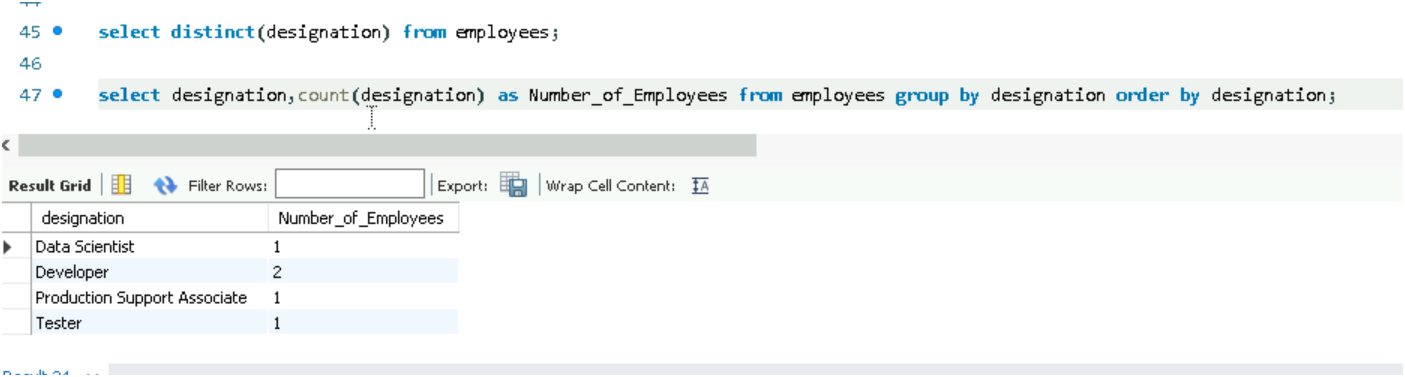 44
45 select distinct(designation) from employees;
46
47 select designation,count(designation) as Number_of_Employees from employees group by designation order by designation;
Result Grid Filter Rows: Export: Wrap Cell Content:
designation Number_of_Employees
Data Scientist 1
Developer 2
Production Support Associate 1
Tester 1